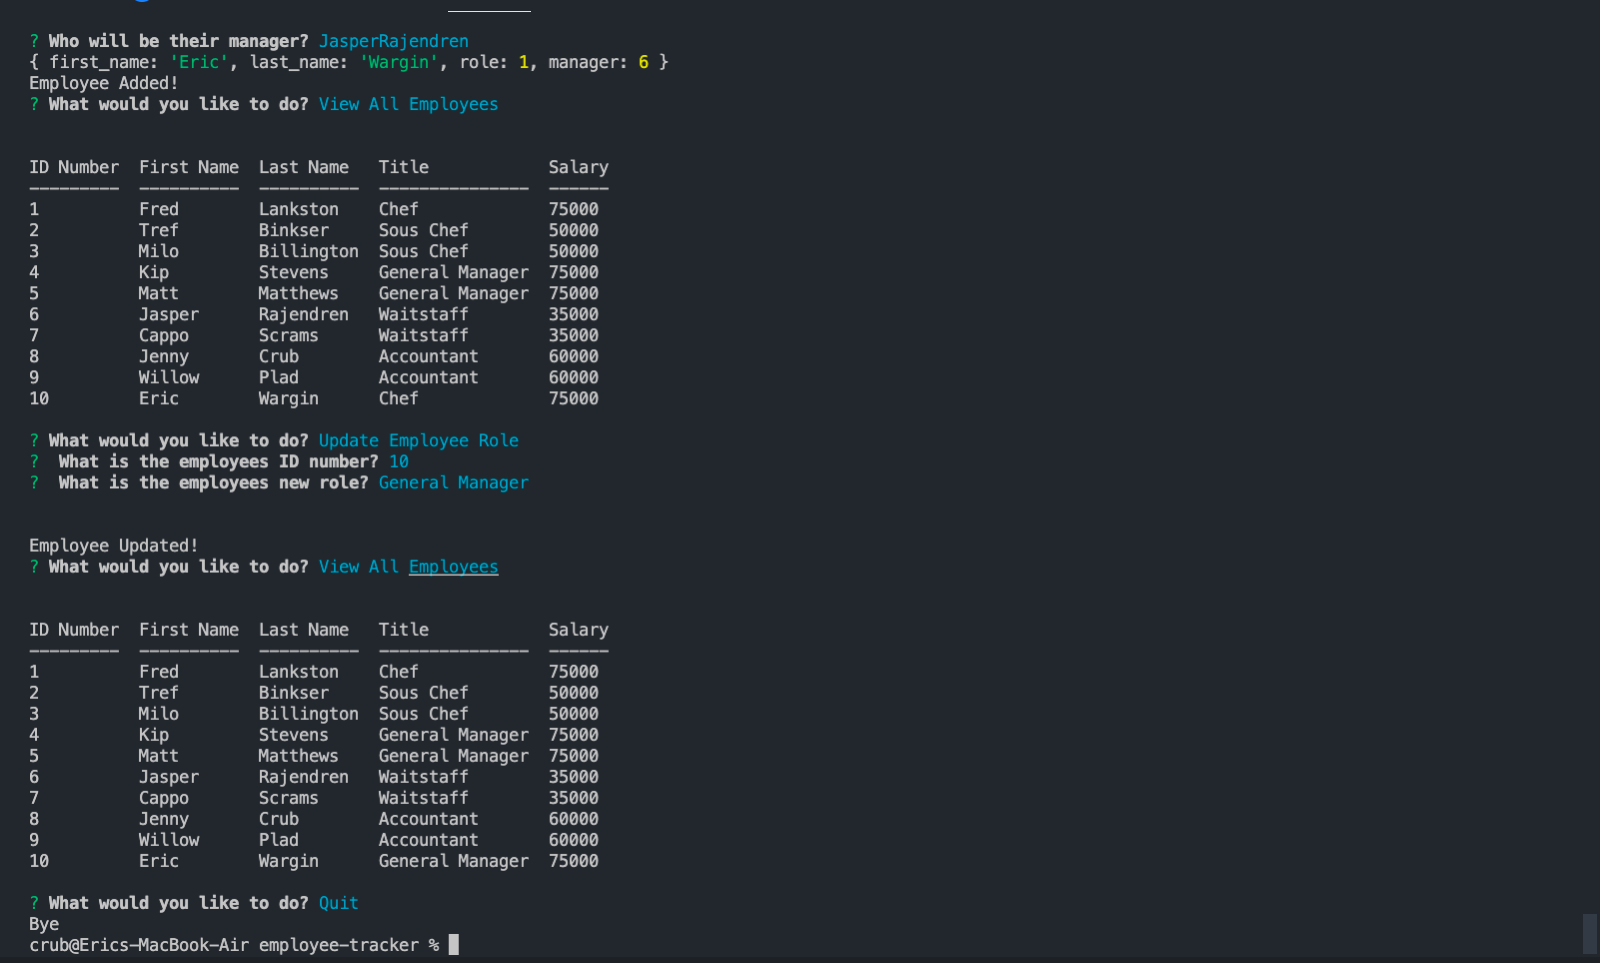 ? Who will be their manager? JasperRajendren
{ first_name: 'Eric', last_name: 'Wargin', role: 1, manager: 6 }
Employee Added!
? What would you like to do? View All Employees
ID Number  First Name  Last Name   Title            Salary
---------  ----------  ----------  ---------------  ------
1          Fred        Lankston    Chef             75000
2          Tref        Binkser     Sous Chef        50000
3          Milo        Billington  Sous Chef        50000
4          Kip         Stevens     General Manager  75000
5          Matt        Matthews    General Manager  75000
6          Jasper      Rajendren   Waitstaff        35000
7          Cappo       Scrams      Waitstaff        35000
8          Jenny       Crub        Accountant       60000
9          Willow      Plad        Accountant       60000
10         Eric        Wargin      Chef             75000
? What would you like to do? Update Employee Role
?  What is the employees ID number? 10
?  What is the employees new role? General Manager
Employee Updated!
? What would you like to do? View All Employees
ID Number  First Name  Last Name   Title            Salary
---------  ----------  ----------  ---------------  ------
1          Fred        Lankston    Chef             75000
2          Tref        Binkser     Sous Chef        50000
3          Milo        Billington  Sous Chef        50000
4          Kip         Stevens     General Manager  75000
5          Matt        Matthews    General Manager  75000
6          Jasper      Rajendren   Waitstaff        35000
7          Cappo       Scrams      Waitstaff        35000
8          Jenny       Crub        Accountant       60000
9          Willow      Plad        Accountant       60000
10         Eric        Wargin      General Manager  75000
? What would you like to do? Quit
Bye
crub@Erics-MacBook-Air employee-tracker %